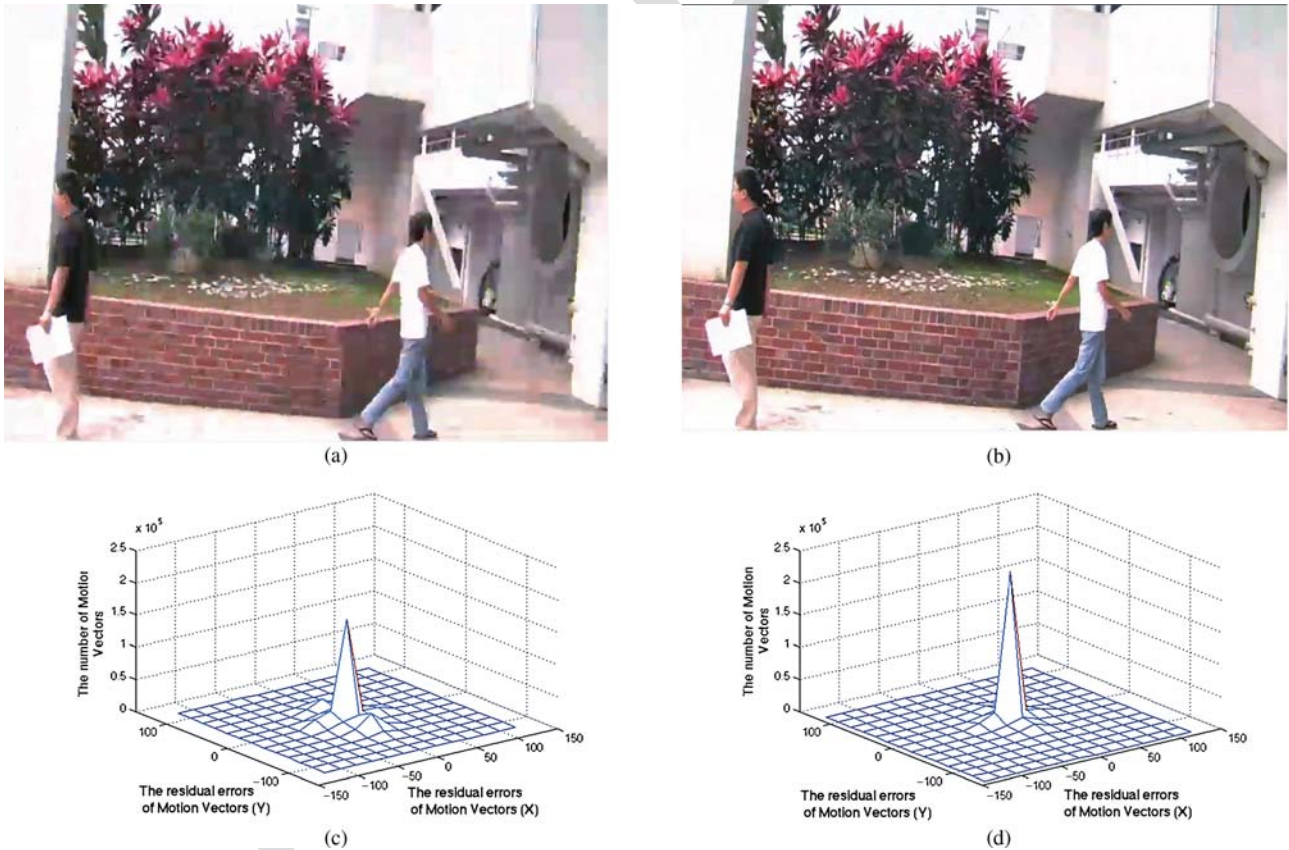 (a)
(b)
x 10^5
2.5
2
1.5
1
0.5
0
The number of Motion
Vectors
100
0
−100
−150
−100
−50
0
50
100
150
The residual errors
of Motion Vectors (Y)
The residual errors
of Motion Vectors (X)
(c)
x 10^5
2.5
2
1.5
1
0.5
0
The number of Motion
Vectors
100
0
−100
−150
−100
−50
0
50
100
150
The residual errors
of Motion Vectors (Y)
The residual errors
of Motion Vectors (X)
(d)